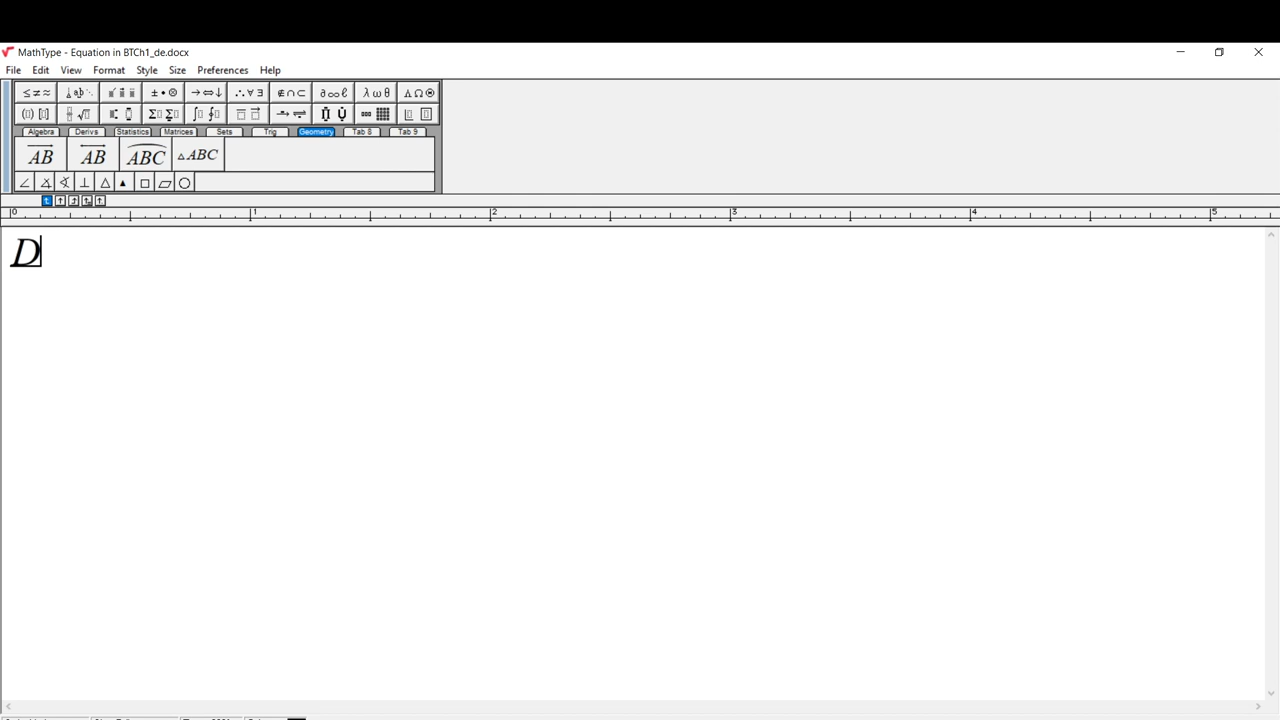 MathType - Equation in BTCh1_de.docx
File Edit View Format Style Size Preferences Help
Algebra Derivs Statistics Matrices Sets Trig Geometry Tab 8 Tab 9
AB AB ABC △ABC
0 1 2 3 4 5
D